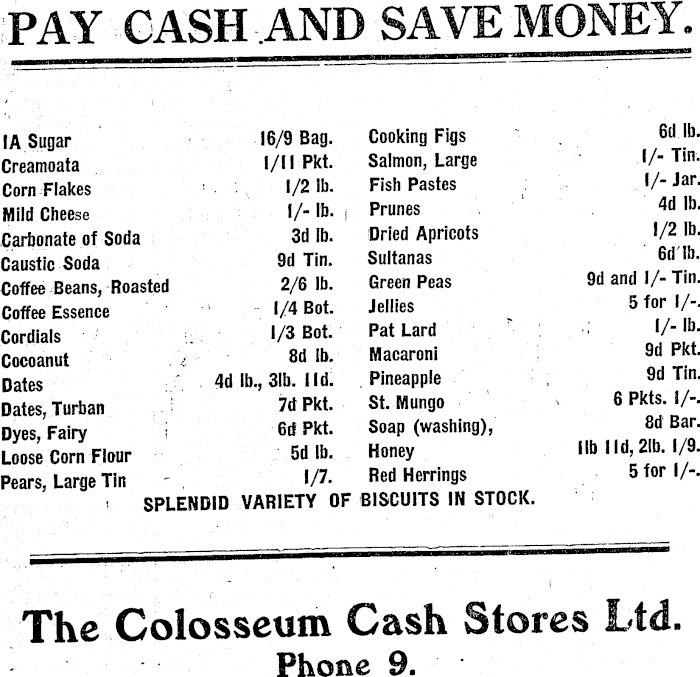 PAY CASH AND SAVE MONEY.
1A Sugar 16/9 Bag.
Creamoata 1/11 Pkt.
Corn Flakes 1/2 lb.
Mild Cheese 1/- lb.
Carbonate of Soda 3d lb.
Caustic Soda 9d Tin.
Coffee Beans, Roasted 2/6 lb.
Coffee Essence 1/4 Bot.
Cordials 1/3 Bot.
Cocoanut 8d lb.
Dates 4d lb., 3lb. 11d.
Dates, Turban 7d Pkt.
Dyes, Fairy 6d Pkt.
Loose Corn Flour 5d lb.
Pears, Large Tin 1/7.
Cooking Figs 6d lb.
Salmon, Large 1/- Tin.
Fish Pastes 1/- Jar.
Prunes 4d lb.
Dried Apricots 1/2 lb.
Sultanas 6d lb.
Green Peas 9d and 1/- Tin.
Jellies 5 for 1/-.
Pat Lard 1/- lb.
Macaroni 9d Pkt.
Pineapple 9d Tin.
St. Mungo 6 Pkts. 1/-.
Soap (washing), 8d Bar.
Honey 1lb 11d, 2lb. 1/9.
Red Herrings 5 for 1/-.
SPLENDID VARIETY OF BISCUITS IN STOCK.
The Colosseum Cash Stores Ltd.
Phone 9.